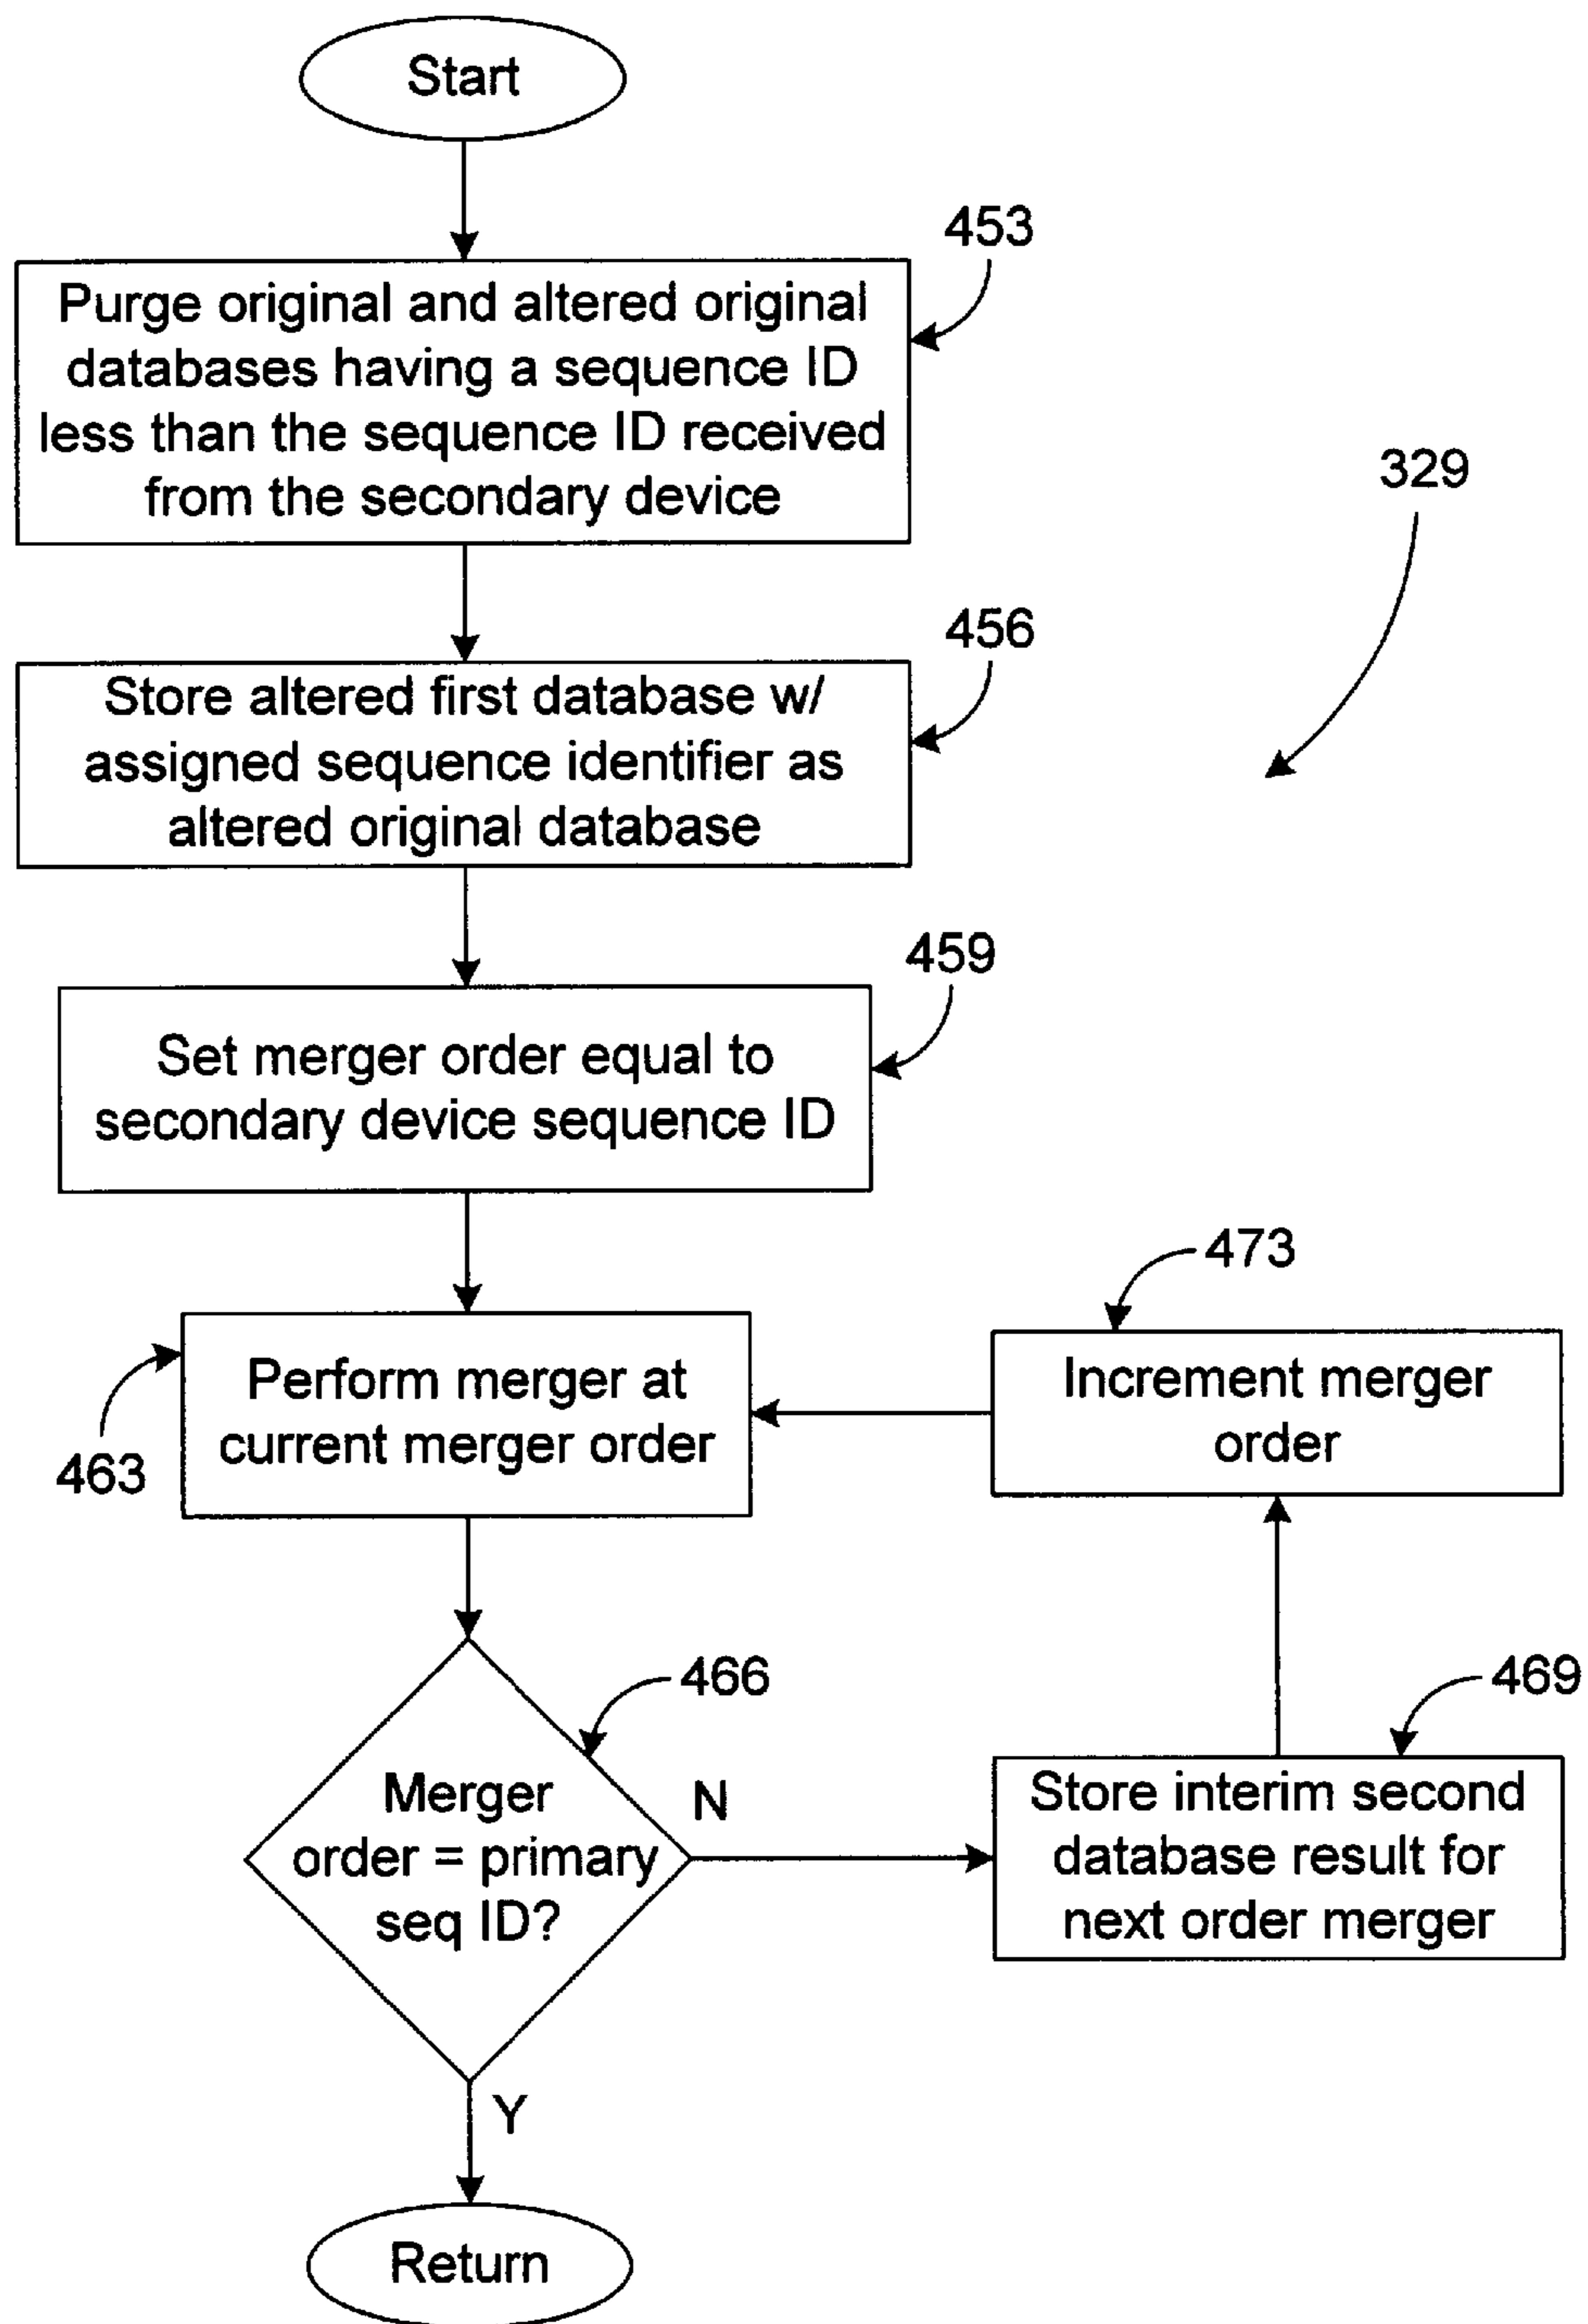 Start
453
Purge original and altered original
databases having a sequence ID
less than the sequence ID received
from the secondary device
329
456
Store altered first database w/
assigned sequence identifier as
altered original database
459
Set merger order equal to
secondary device sequence ID
473
Perform merger at
current merger order
463
Increment merger
order
466
469
Merger
order = primary
seq ID?
N
Store interim second
database result for
next order merger
Y
Return